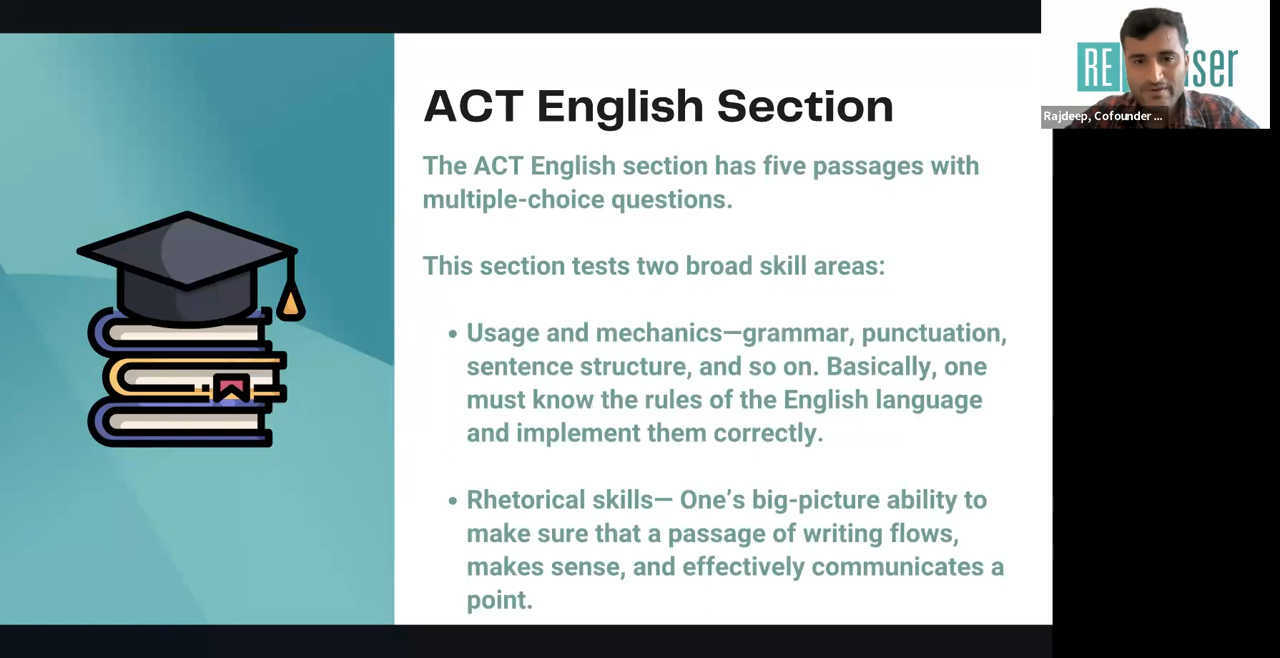 ACT English Section
The ACT English section has five passages with
multiple-choice questions.
This section tests two broad skill areas:
• Usage and mechanics—grammar, punctuation,
sentence structure, and so on. Basically, one
must know the rules of the English language
and implement them correctly.
• Rhetorical skills— One’s big-picture ability to
make sure that a passage of writing flows,
makes sense, and effectively communicates a
point.
RE
ser
Rajdeep, Cofounder ...